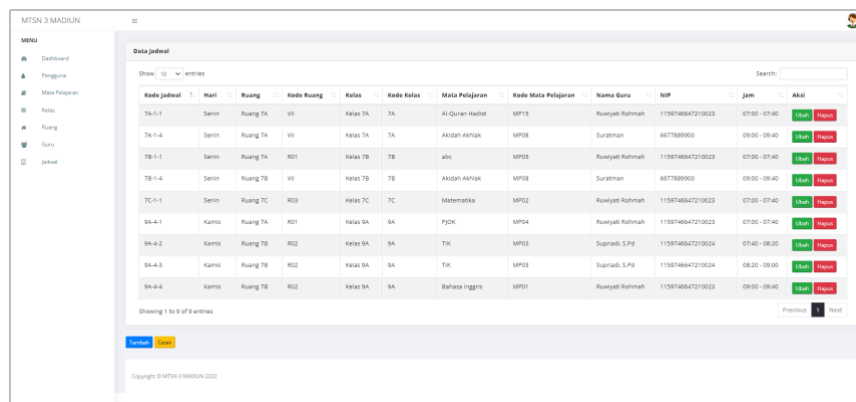 MTSN 3 MADIUN
MENU
Dashboard
Pengguna
Mata Pelajaran
Kelas
Ruang
Guru
Jadwal
Data Jadwal
Show 10 entries Search:
Kode Jadwal Hari Ruang Kode Ruang Kelas Kode Kelas Mata Pelajaran Kode Mata Pelajaran Nama Guru NIP Jam Aksi
7A-1-1 Senin Ruang 7A VII Kelas 7A 7A Al-Quran Hadist MP15 Ruwiyati Rohmah 11597466647210023 07:00 - 07:40 Ubah Hapus
7A-1-4 Senin Ruang 7A VII Kelas 7A 7A Akidah Akhlak MP08 Suratman 6677889900 09:00 - 09:40 Ubah Hapus
7B-1-1 Senin Ruang 7A R01 Kelas 7B 7B abc MP05 Ruwiyati Rohmah 11597466647210023 07:00 - 07:40 Ubah Hapus
7B-1-4 Senin Ruang 7B VII Kelas 7B 7B Akidah Akhlak MP08 Suratman 6677889900 09:00 - 09:40 Ubah Hapus
7C-1-1 Senin Ruang 7C R03 Kelas 7C 7C Matematika MP02 Ruwiyati Rohmah 11597466647210023 07:00 - 07:40 Ubah Hapus
9A-4-1 Kamis Ruang 7A R01 Kelas 9A 9A PJOK MP04 Ruwiyati Rohmah 11597466647210023 07:00 - 07:40 Ubah Hapus
9A-4-2 Kamis Ruang 7B R02 Kelas 9A 9A TIK MP03 Supriadi, S.Pd 11597466647210024 07:40 - 08:20 Ubah Hapus
9A-4-3 Kamis Ruang 7B R02 Kelas 9A 9A TIK MP03 Supriadi, S.Pd 11597466647210024 08:20 - 09:00 Ubah Hapus
9A-4-4 Kamis Ruang 7B R02 Kelas 9A 9A Bahasa Inggris MP01 Ruwiyati Rohmah 11597466647210023 09:00 - 09:40 Ubah Hapus
Showing 1 to 9 of 9 entries Previous 1 Next
Tambah Cetak
Copyright © MTSN 3 MADIUN 2022